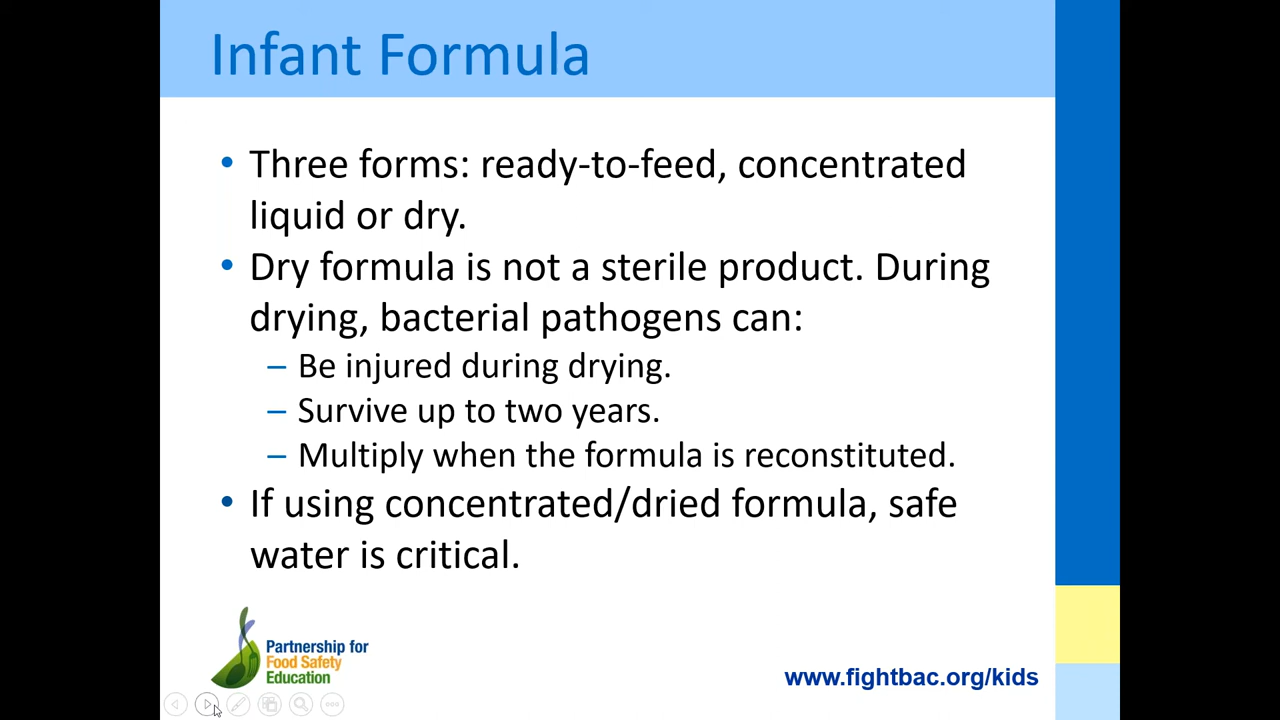 Infant Formula
• Three forms: ready-to-feed, concentrated
liquid or dry.
• Dry formula is not a sterile product. During
drying, bacterial pathogens can:
– Be injured during drying.
– Survive up to two years.
– Multiply when the formula is reconstituted.
• If using concentrated/dried formula, safe
water is critical.
Partnership for
Food Safety
Education
www.fightbac.org/kids